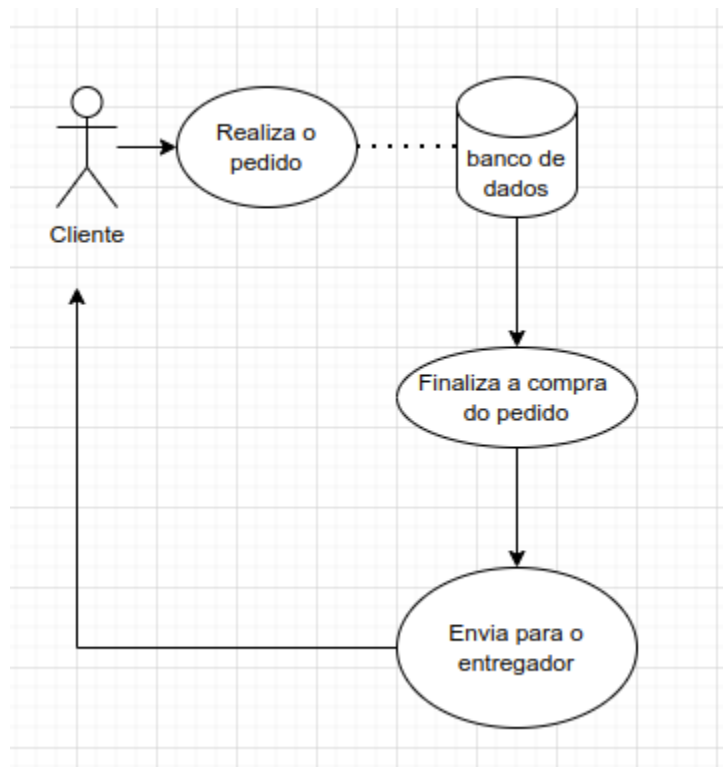 Realiza o
pedido
banco de
dados
Cliente
Finaliza a compra
do pedido
Envia para o
entregador